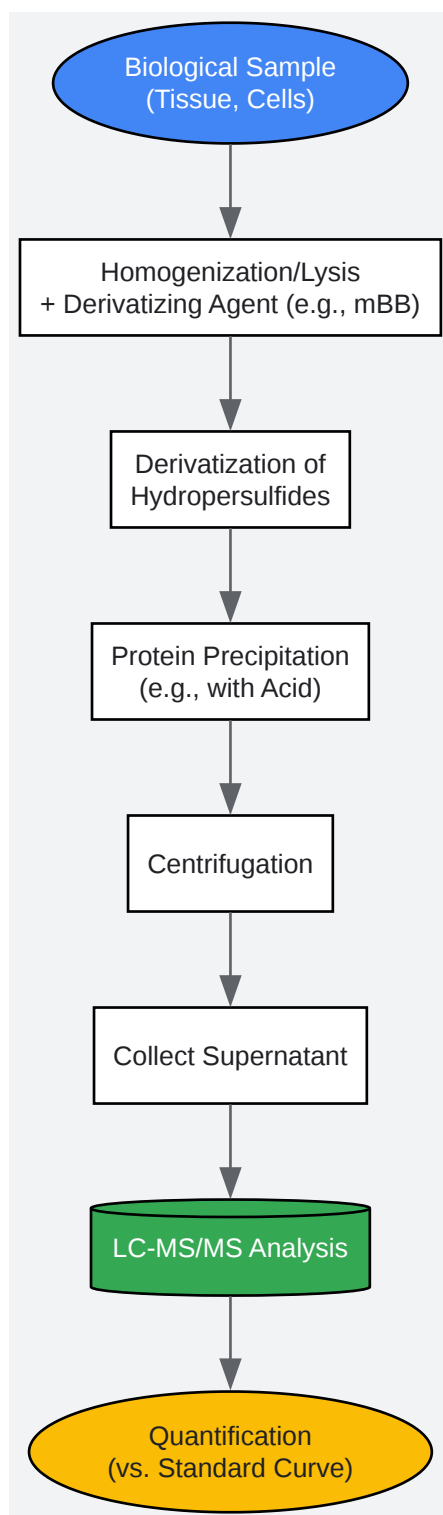 Biological Sample
(Tissue, Cells)
Homogenization/Lysis
+ Derivatizing Agent (e.g., mBB)
Derivatization of
Hydropersulfides
Protein Precipitation
(e.g., with Acid)
Centrifugation
Collect Supernatant
LC-MS/MS Analysis
Quantification
(vs. Standard Curve)